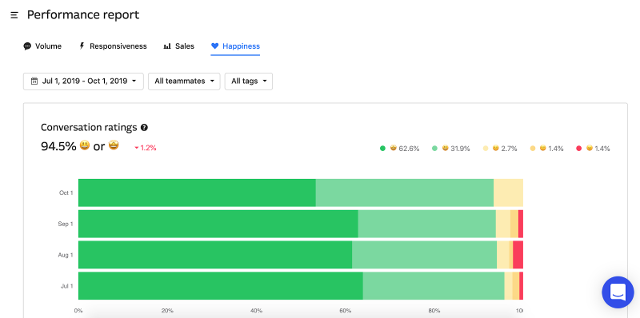 Performance report
Volume Responsiveness Sales Happiness
Jul 1, 2019 - Oct 1, 2019 All teammates All tags
Conversation ratings
94.5% 😃 or 🤩 1.2%
62.6% 31.9% 2.7% 1.4% 1.4%
Oct 1
Sep 1
Aug 1
Jul 1
0% 20% 40% 60% 80%